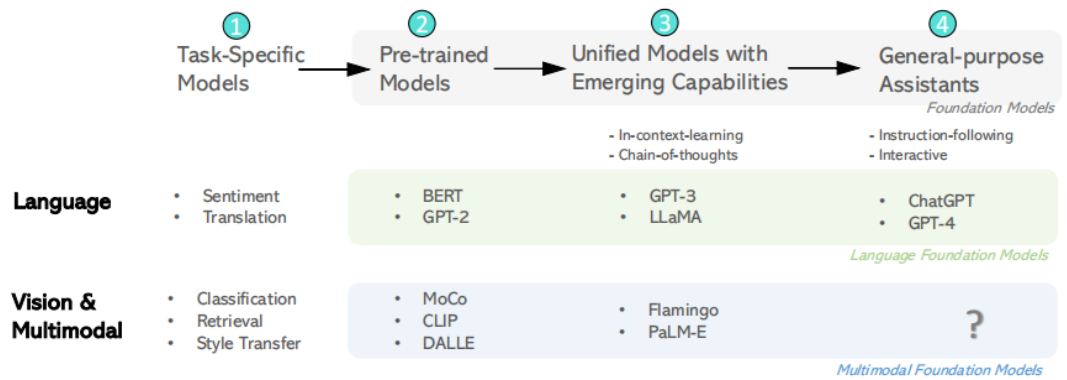 1 2 3 4
Task-Specific Models Pre-trained Models Unified Models with Emerging Capabilities General-purpose Assistants
Foundation Models
- In-context-learning - Instruction-following
- Chain-of-thoughts - Interactive
Language
• Sentiment • BERT • GPT-3 • ChatGPT
• Translation • GPT-2 • LLaMA • GPT-4
Language Foundation Models
Vision & Multimodal
• Classification • MoCo • Flamingo
• Retrieval • CLIP • PaLM-E ?
• Style Transfer • DALLE
Multimodal Foundation Models